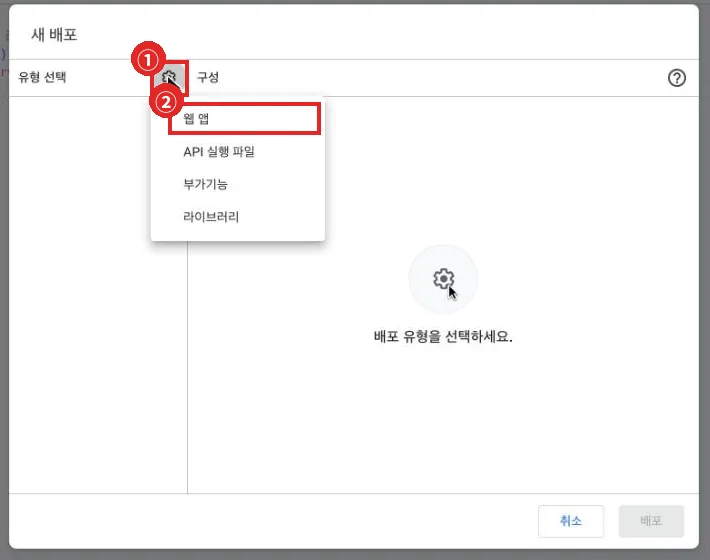 새 배포
1
유형 선택
구성
2
웹 앱
API 실행 파일
부가기능
라이브러리
배포 유형을 선택하세요.
취소
배포